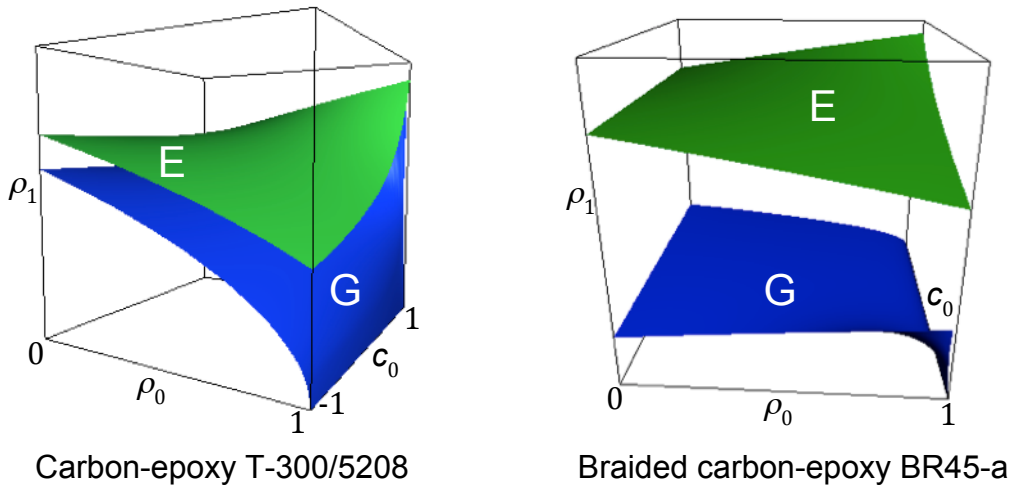 E
G
ρ₁
0
ρ₀
1
-1
c₀
1
Carbon-epoxy T-300/5208
E
G
ρ₁
c₀
0
ρ₀
1
Braided carbon-epoxy BR45-a